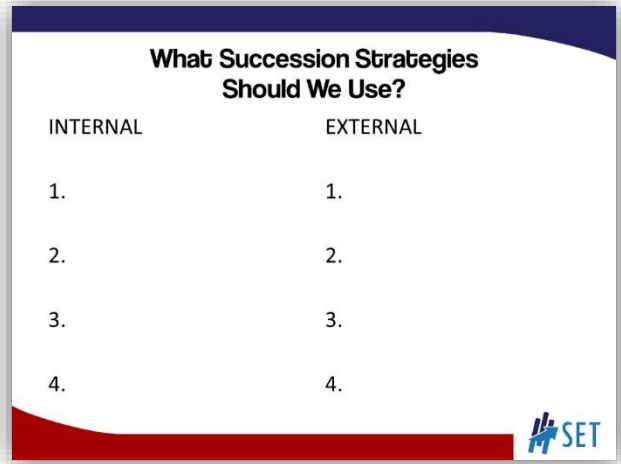 What Succession Strategies
Should We Use?
INTERNAL EXTERNAL
1. 1.
2. 2.
3. 3.
4. 4.
SET